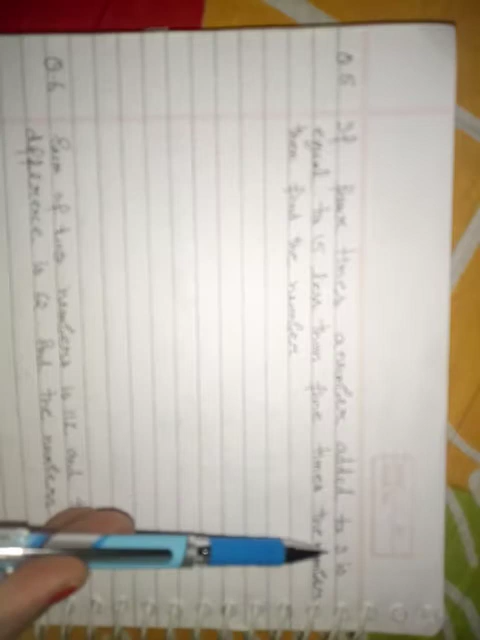 Q.5 If four times a number added to 3 is
equal to 15 less than five times the number
then find the number
Q.6 Sum of two numbers is and
difference is 62 find the numbers